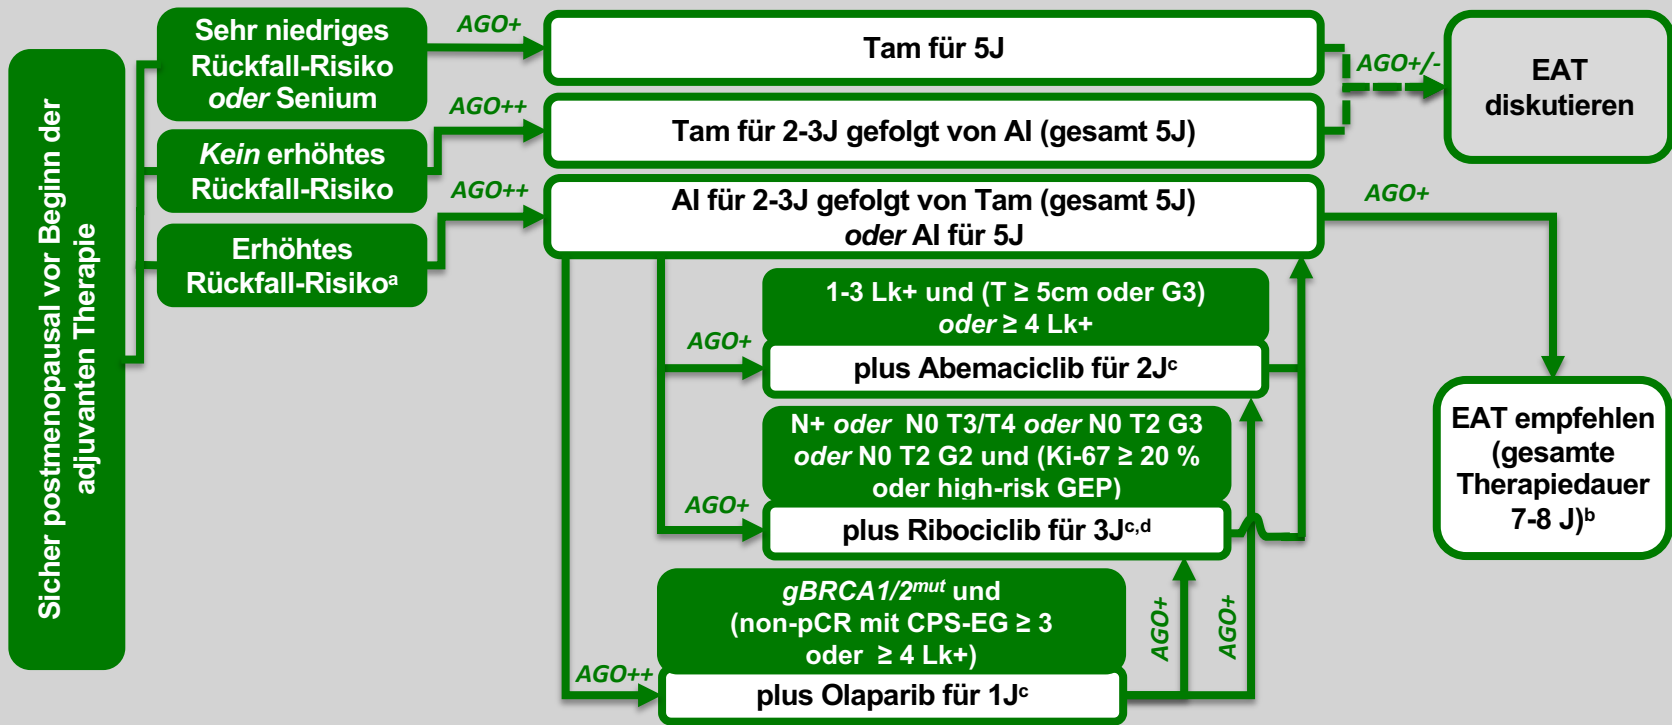 Sicher postmenopausal vor Beginn der
adjuvanten Therapie
Sehr niedriges
Rückfall-Risiko
oder Senium
AGO+
Tam für 5J
AGO+/-
EAT
diskutieren
Kein erhöhtes
Rückfall-Risiko
AGO++
Tam für 2-3J gefolgt von AI (gesamt 5J)
Erhöhtes
Rückfall-Risikoᵃ
AGO++
AI für 2-3J gefolgt von Tam (gesamt 5J)
oder AI für 5J
AGO+
1-3 Lk+ und (T ≥ 5cm oder G3)
oder ≥ 4 Lk+
AGO+
plus Abemaciclib für 2Jᶜ
N+ oder N0 T3/T4 oder N0 T2 G3
oder N0 T2 G2 und (Ki-67 ≥ 20 %
oder high-risk GEP)
AGO+
plus Ribociclib für 3Jᶜ,ᵈ
EAT empfehlen
(gesamte
Therapiedauer
7-8 J)ᵇ
gBRCA1/2ᵐᵘᵗ und
(non-pCR mit CPS-EG ≥ 3
oder ≥ 4 Lk+)
AGO++
plus Olaparib für 1Jᶜ
AGO+
AGO+